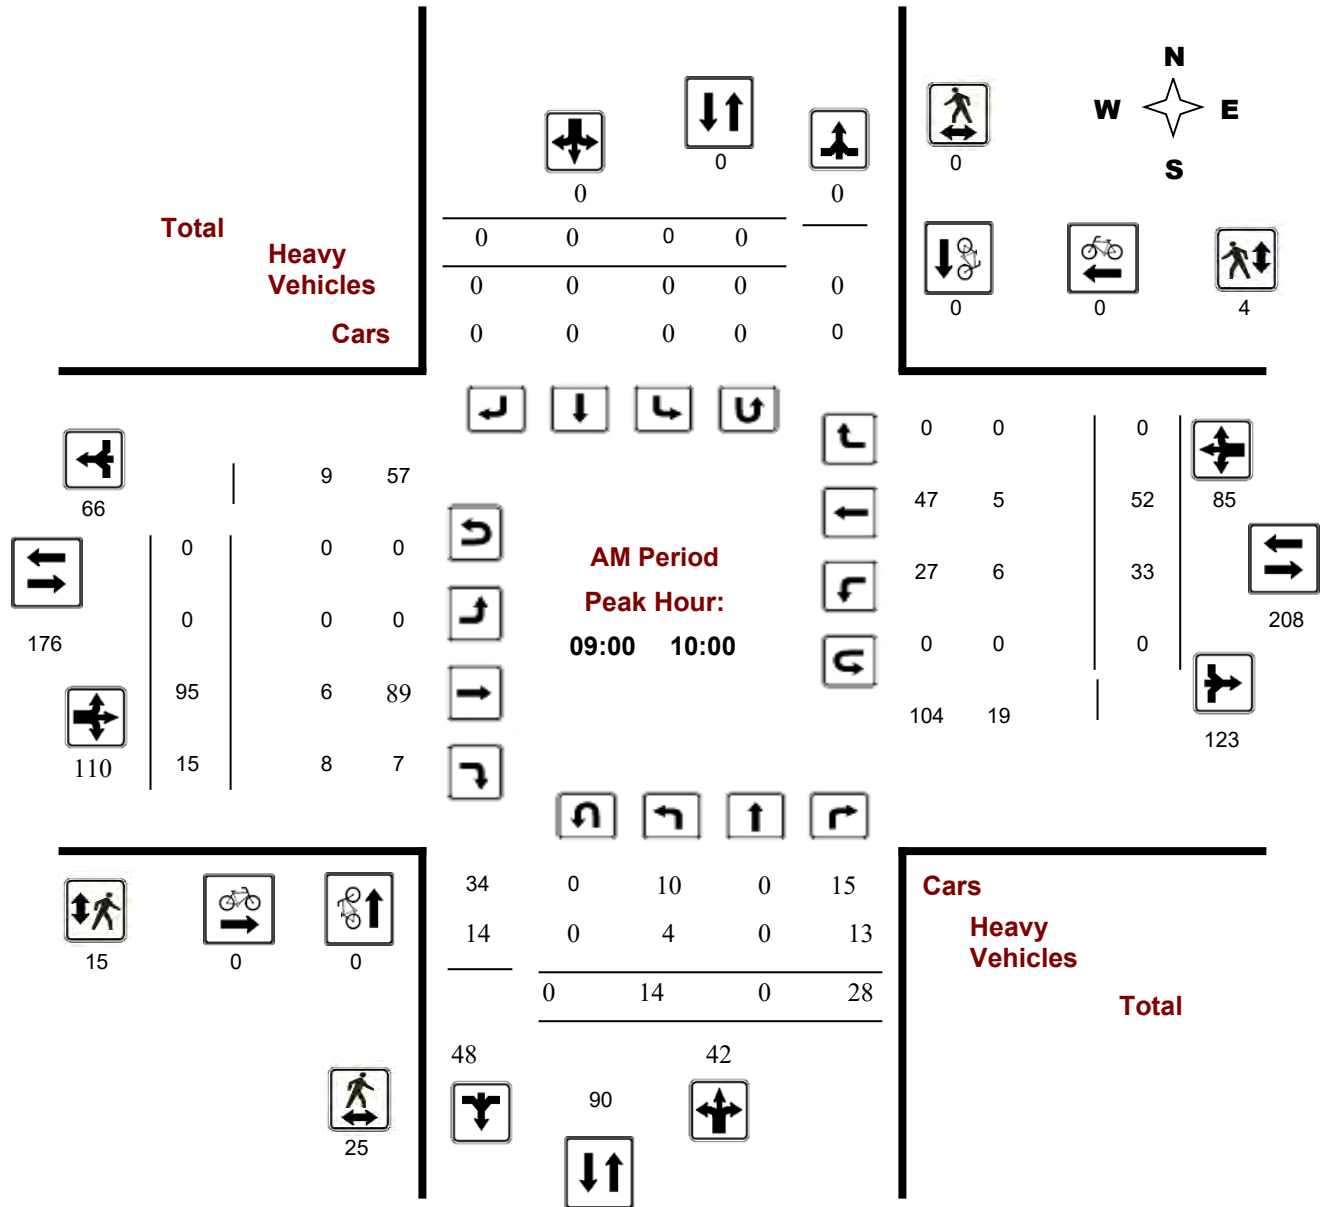 N
W E
S
0
0 0
0 0
Total
0 0 0 0
Heavy
Vehicles
0 0 0 0 0
0 0 4
Cars
0 0 0 0 0
0 0 0
9 57
66
47 5 52 85
0 0 0
AM Period
27 6 33
Peak Hour:
0 0 0
208
176
09:00 10:00
0 0 0
95 6 89
104 19
123
110 15 8 7
34 0 10 0 15
Cars
14 0 4 0 13
Heavy
Vehicles
15 0 0
0 14 0 28
Total
48 42
90
25